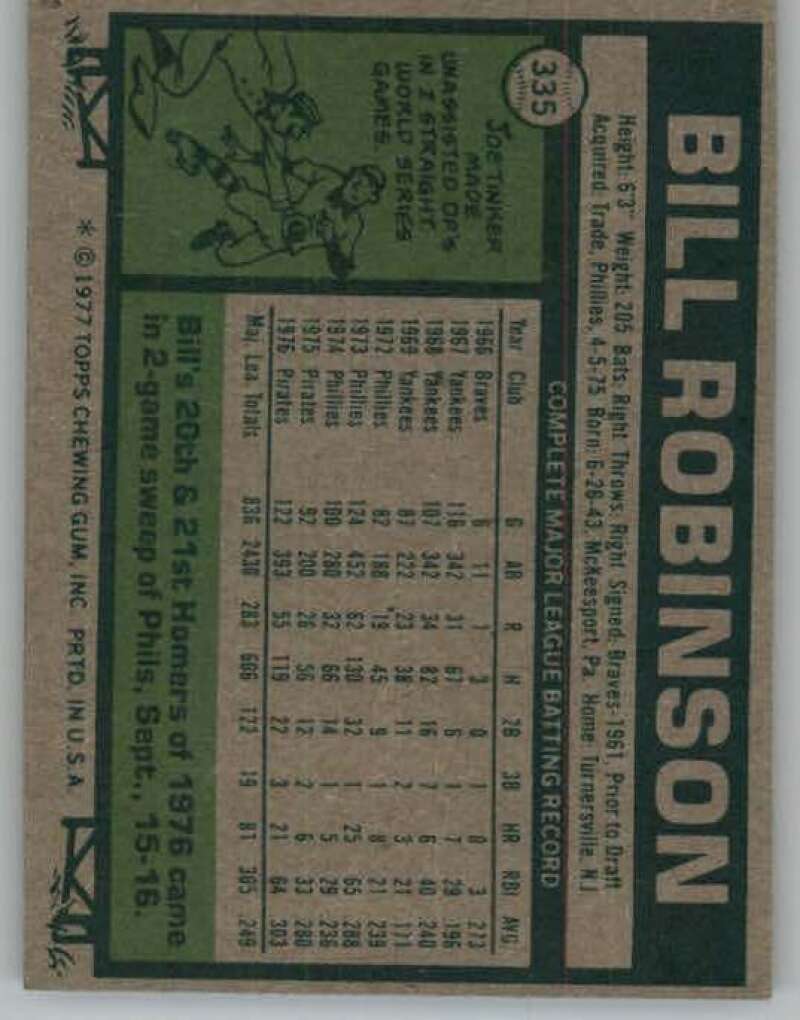 335
BILL ROBINSON
Height: 6'3" Weight: 205 Bats: Right Throws: Right Signed: Braves-1961, Prior to Draft
Acquired: Trade, Phillies, 4-5-75 Born: 6-26-43, McKeesport, Pa. Home: Turnersville, N.J.
COMPLETE MAJOR LEAGUE BATTING RECORD
Year Club G AB R H 2B 3B HR RBI AVG.
1966 Braves 6 11 1 3 0 1 0 3 .273
1967 Yankees 116 342 31 67 6 1 7 29 .196
1968 Yankees 107 342 34 82 16 7 6 40 .240
1969 Yankees 87 222 23 38 11 2 3 21 .171
1972 Phillies 82 188 19 45 9 1 8 21 .239
1973 Phillies 124 452 62 130 32 1 25 65 .288
1974 Phillies 100 280 32 66 14 1 5 29 .236
1975 Pirates 92 200 26 56 12 2 6 33 .280
1976 Pirates 122 393 55 119 22 3 21 64 .303
Maj. Lea. Totals 836 2430 283 606 122 19 81 305 .249
JOE TINKER
MADE
UNASSISTED DP'S
IN 2 STRAIGHT
WORLD SERIES
GAMES.
Bill's 20th & 21st Homers of 1976 came
in 2-game sweep of Phils, Sept., 15-16.
* © 1977 TOPPS CHEWING GUM, INC. PRTD. IN U.S.A.